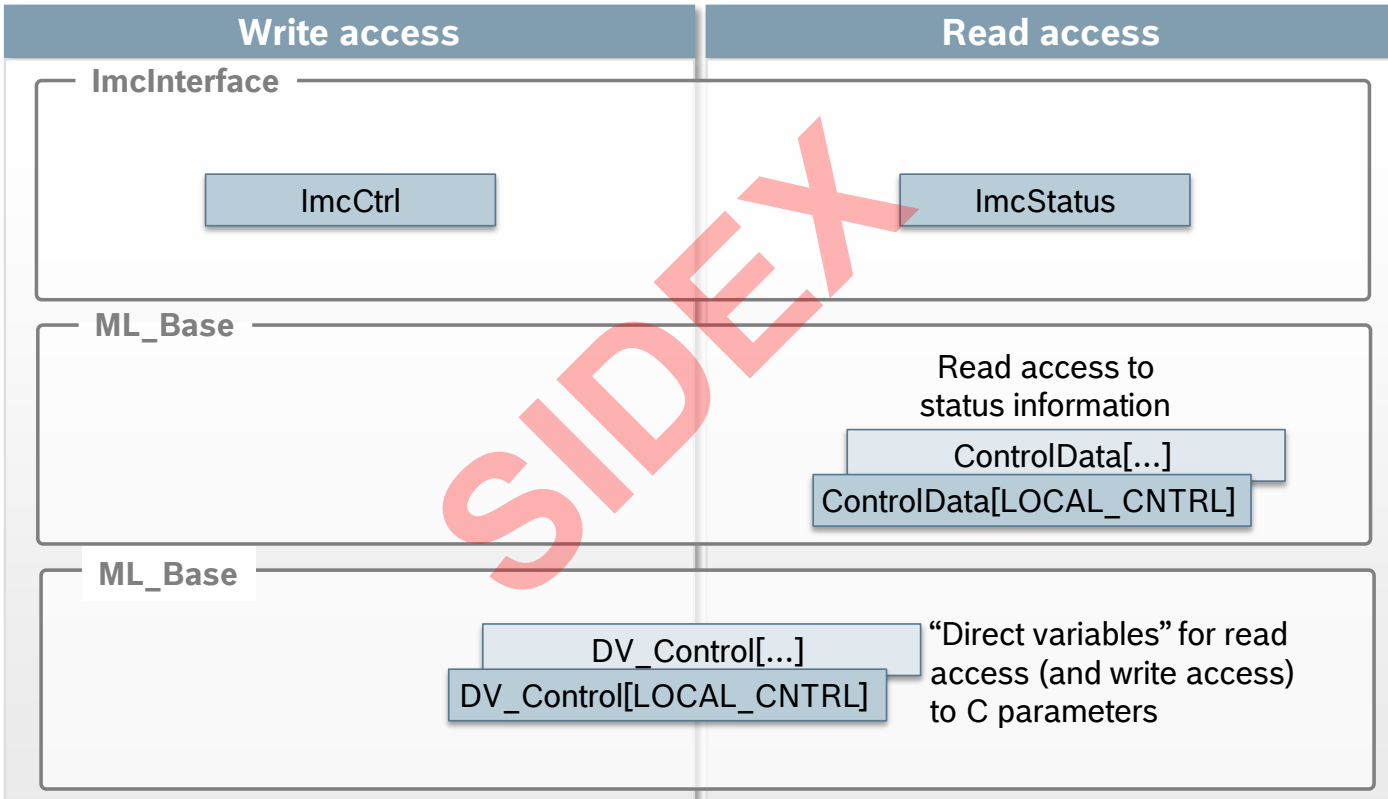 Write access
Read access
ImcInterface
ImcCtrl
ImcStatus
ML_Base
Read access to
status information
ControlData[...]
ControlData[LOCAL_CNTRL]
ML_Base
DV_Control[...]
DV_Control[LOCAL_CNTRL]
“Direct variables” for read
access (and write access)
to C parameters
SIDEX